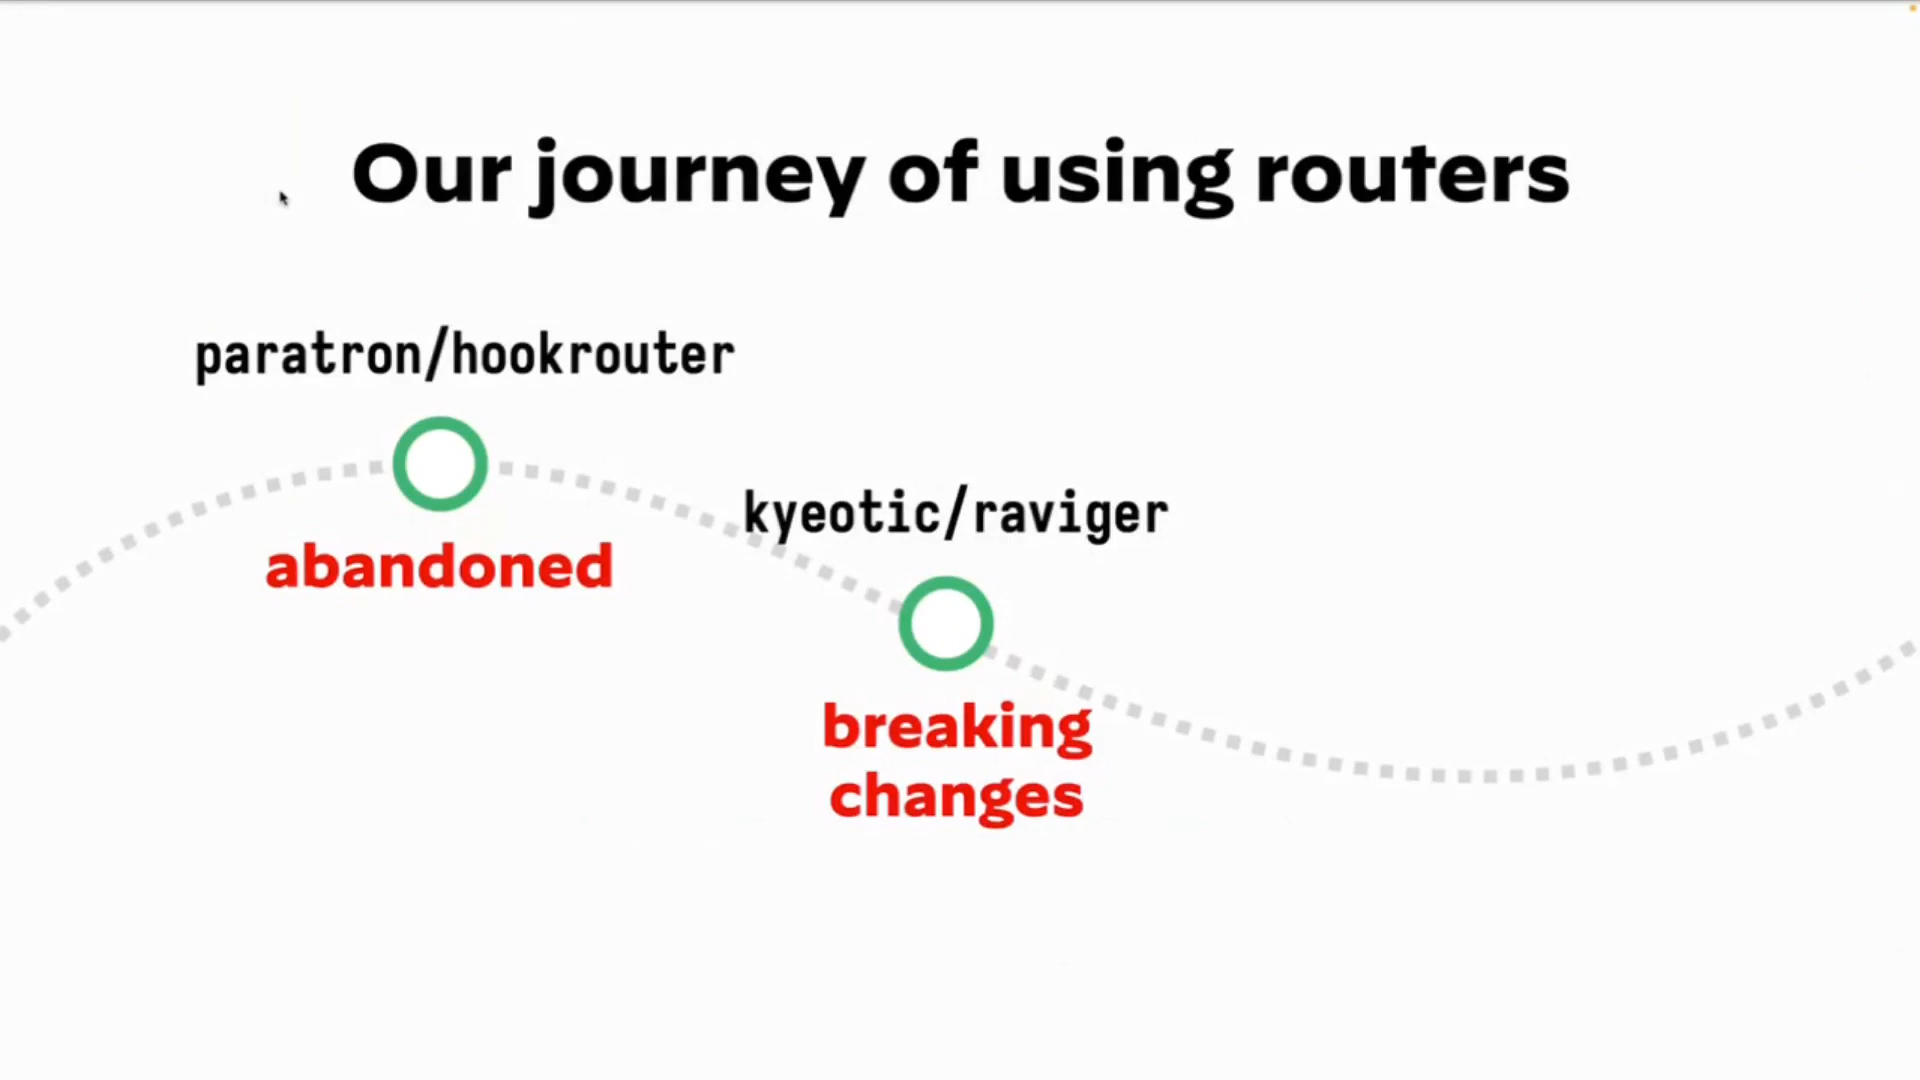 Our journey of using routers
paratron/hookrouter
abandoned
kyeotic/raviger
breaking
changes